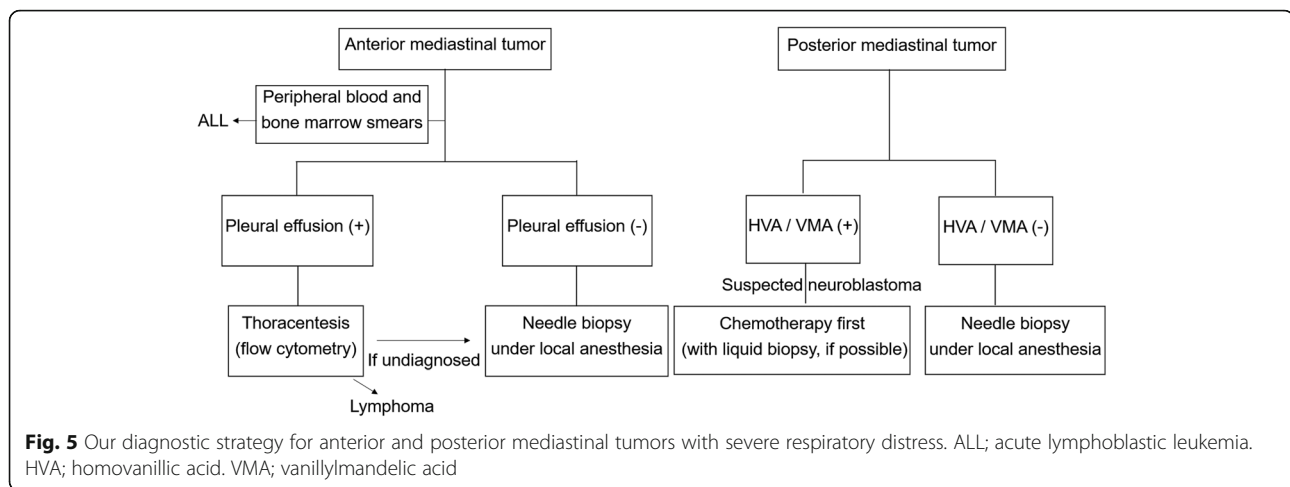 Anterior mediastinal tumor
Posterior mediastinal tumor
Peripheral blood and
bone marrow smears
ALL
Pleural effusion (+)
Pleural effusion (-)
HVA / VMA (+)
HVA / VMA (-)
Suspected neuroblastoma
Thoracentesis
(flow cytometry)
If undiagnosed
Needle biopsy
under local anesthesia
Chemotherapy first
(with liquid biopsy, if possible)
Needle biopsy
under local anesthesia
Lymphoma
Fig. 5 Our diagnostic strategy for anterior and posterior mediastinal tumors with severe respiratory distress. ALL; acute lymphoblastic leukemia.
HVA; homovanillic acid. VMA; vanillylmandelic acid